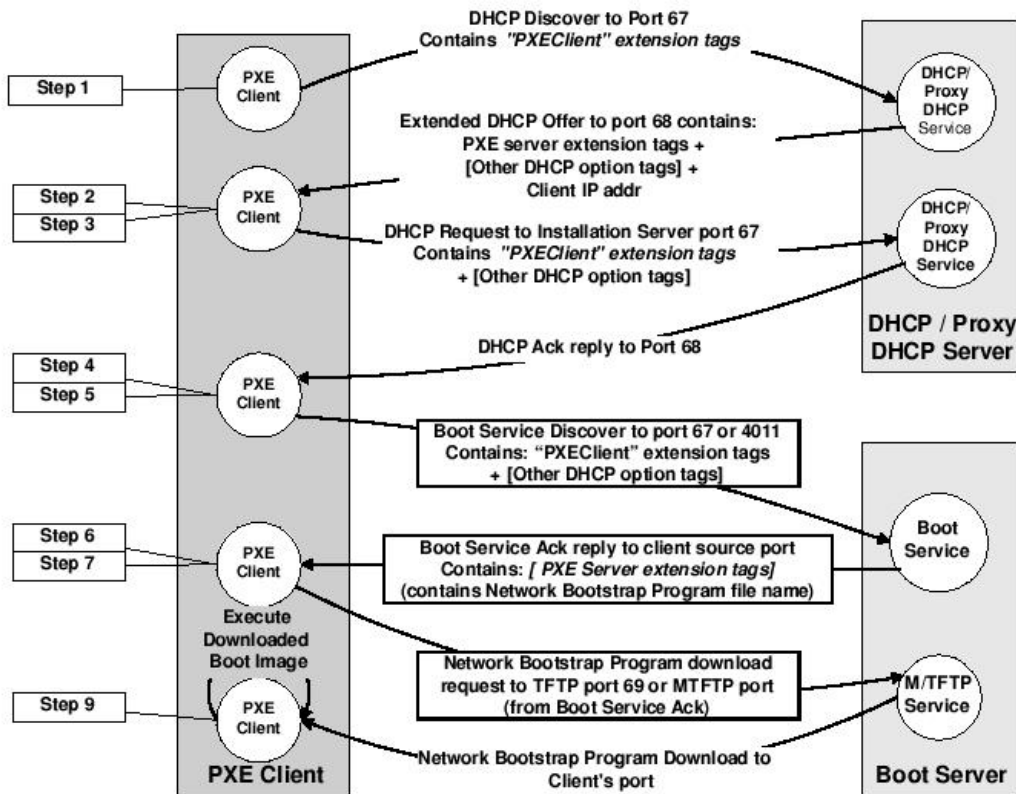 DHCP Discover to Port 67
Contains "PXEClient" extension tags
Step 1
PXE
Client
DHCP/
Proxy
DHCP
Service
Extended DHCP Offer to port 68 contains:
PXE server extension tags +
[Other DHCP option tags] +
Client IP addr
Step 2
Step 3
PXE
Client
DHCP/
Proxy
DHCP
Service
DHCP Request to Installation Server port 67
Contains "PXEClient" extension tags
+ [Other DHCP option tags]
DHCP / Proxy
DHCP Server
DHCP Ack reply to Port 68
Step 4
Step 5
PXE
Client
Boot Service Discover to port 67 or 4011
Contains: “PXEClient” extension tags
+ [Other DHCP option tags]
Step 6
Step 7
PXE
Client
Boot
Service
Boot Service Ack reply to client source port
Contains: [ PXE Server extension tags]
(contains Network Bootstrap Program file name)
Execute
Downloaded
Boot Image
Network Bootstrap Program download
request to TFTP port 69 or MTFTP port
(from Boot Service Ack)
M/TFTP
Service
Step 9
PXE
Client
Network Bootstrap Program Download to
Client's port
PXE Client
Boot Server